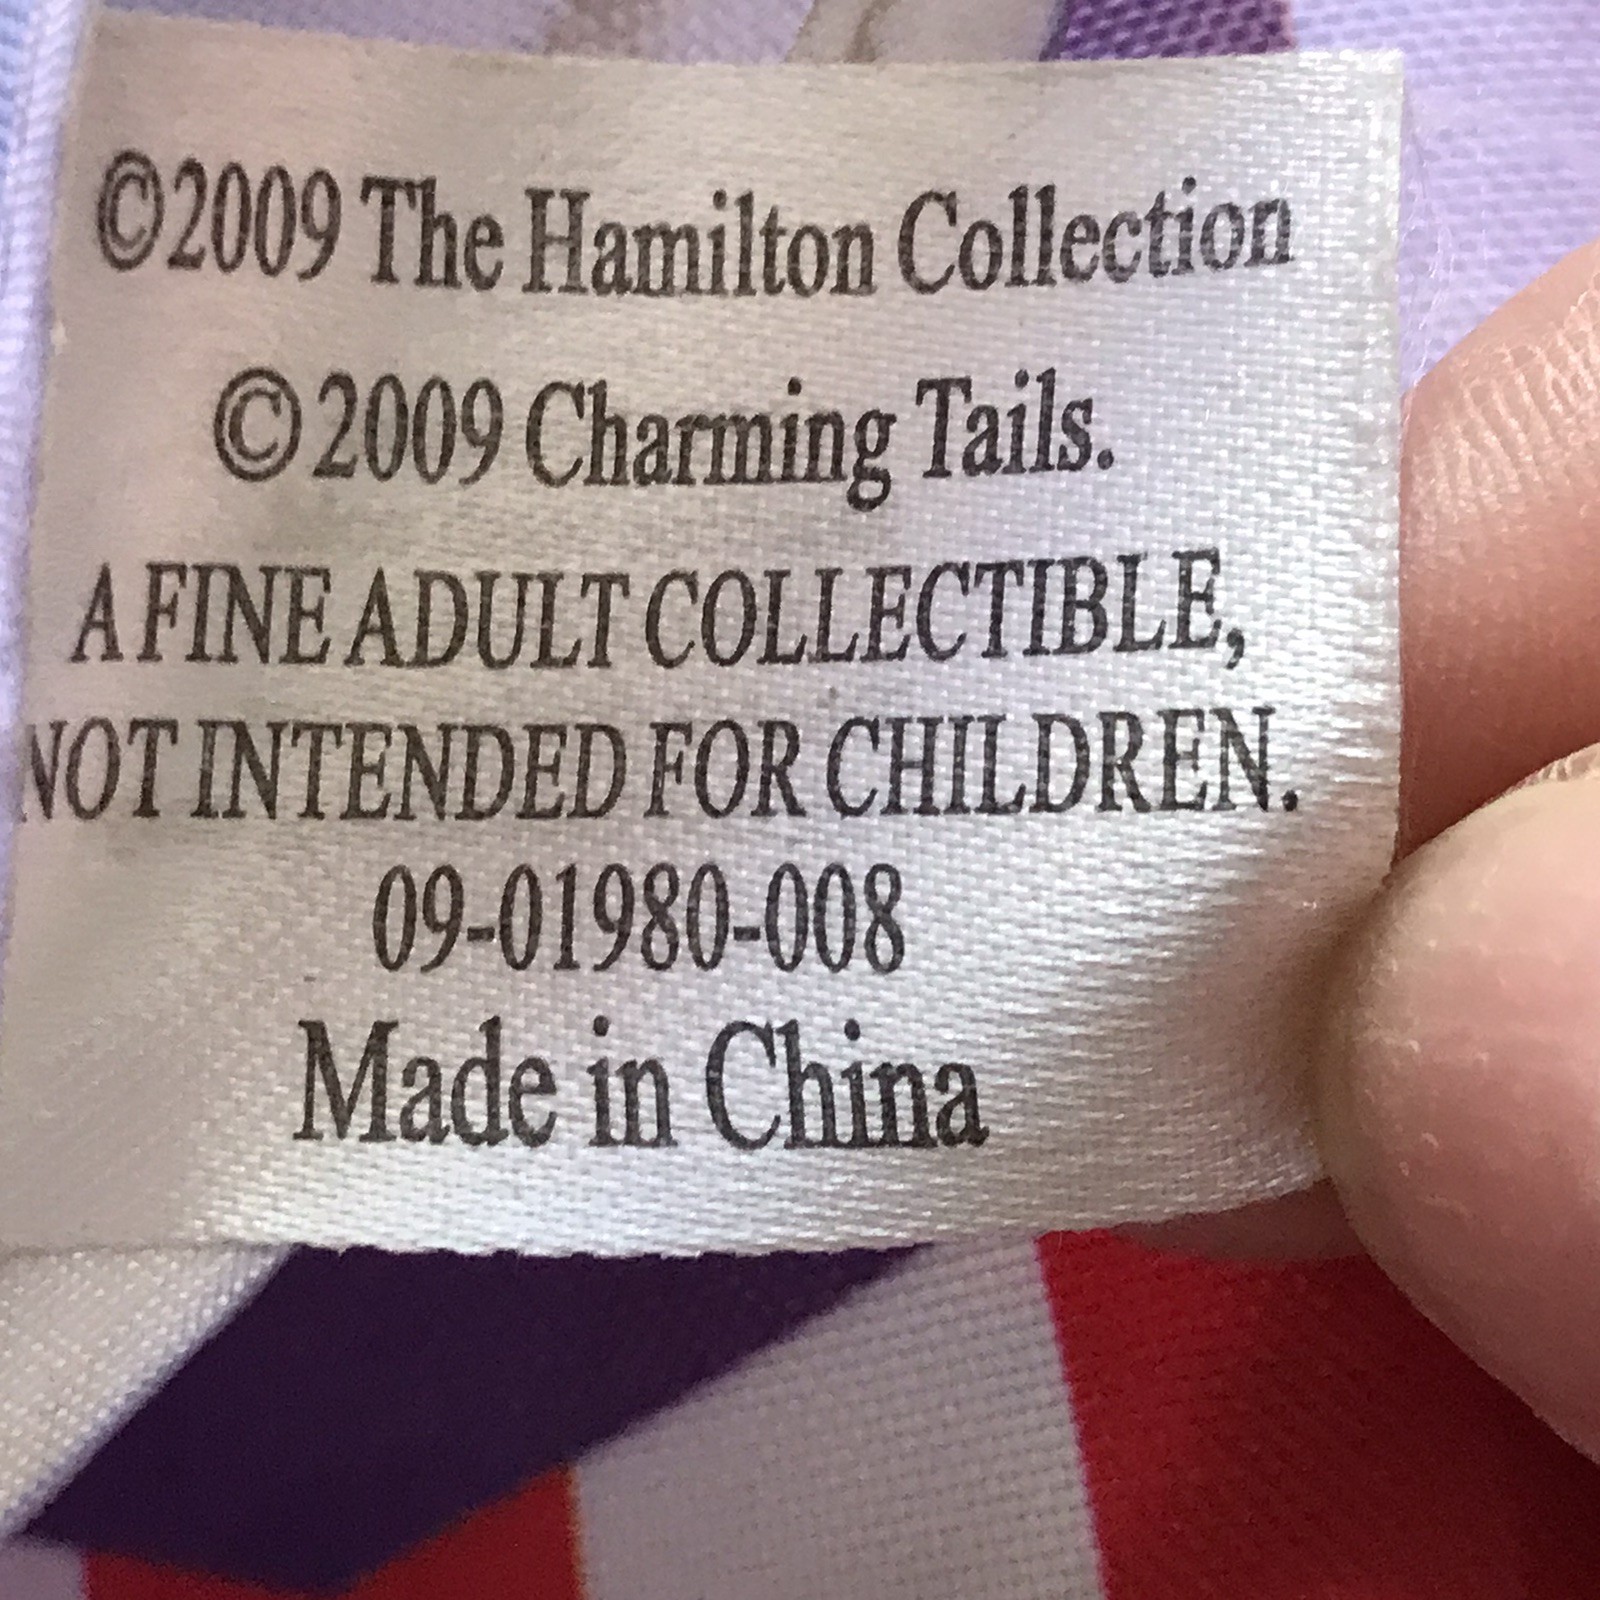 ©2009 The Hamilton Collection
©2009 Charming Tails.
A FINE ADULT COLLECTIBLE,
NOT INTENDED FOR CHILDREN.
09-01980-008
Made in China